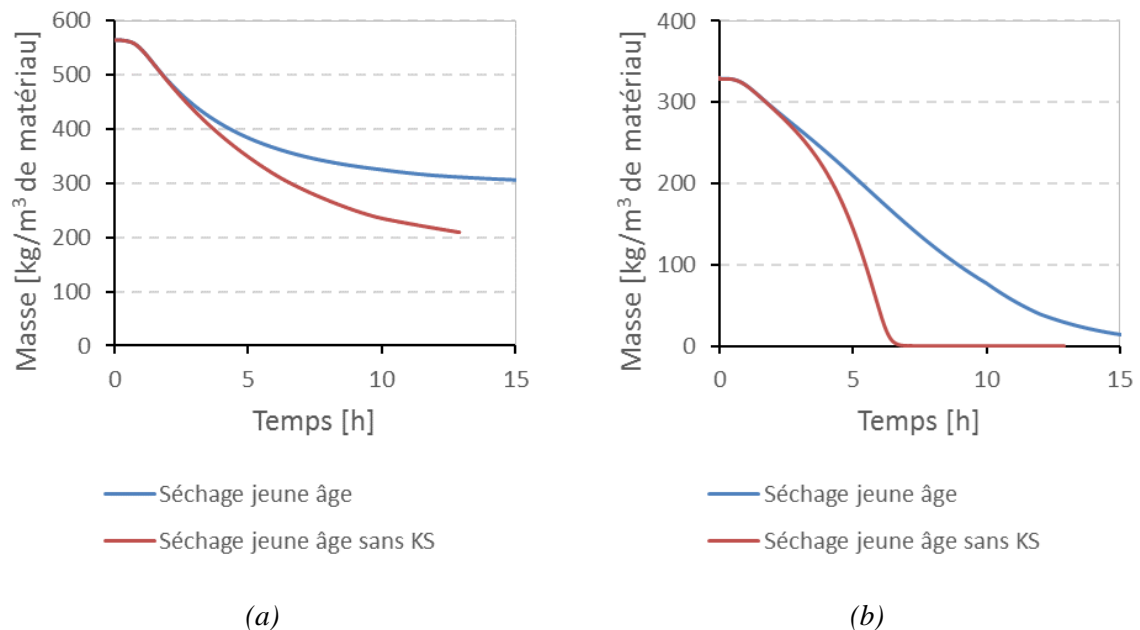 Masse [kg/m³ de matériau]
600
500
400
300
200
100
0
0 5 10 15
Temps [h]
Séchage jeune âge
Séchage jeune âge sans KS
(a)
Masse [kg/m³ de matériau]
400
300
200
100
0
0 5 10 15
Temps [h]
Séchage jeune âge
Séchage jeune âge sans KS
(b)